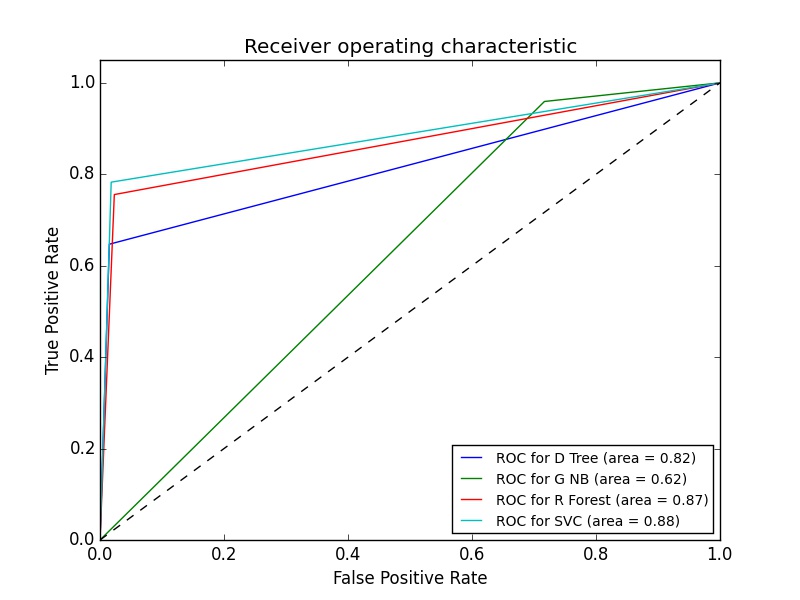 Receiver operating characteristic
1.0
0.8
0.6
0.4
0.2
0.0
True Positive Rate
ROC for D Tree (area = 0.82)
ROC for G NB (area = 0.62)
ROC for R Forest (area = 0.87)
ROC for SVC (area = 0.88)
0.0 0.2 0.4 0.6 0.8 1.0
False Positive Rate